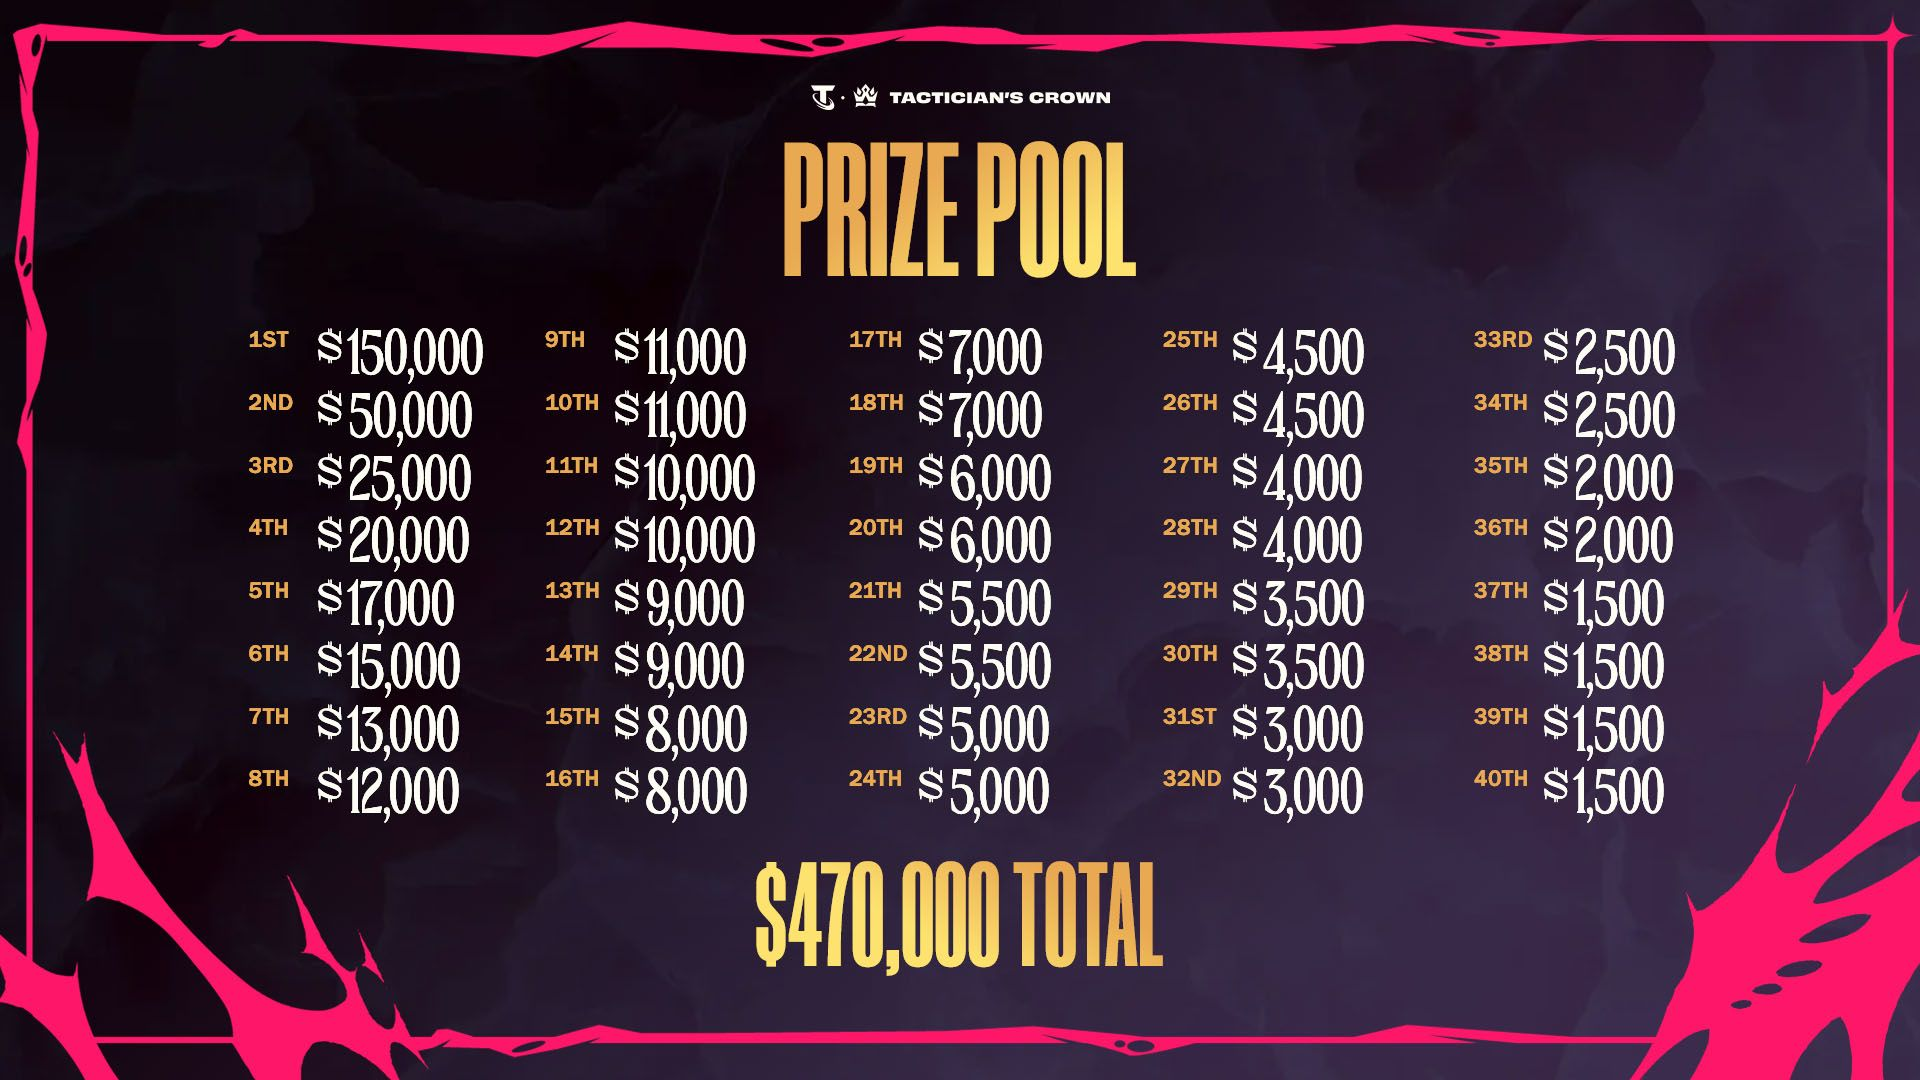 TACTICIAN'S CROWN
PRIZE POOL
1ST $150,000
2ND $50,000
3RD $25,000
4TH $20,000
5TH $17,000
6TH $15,000
7TH $13,000
8TH $12,000
9TH $11,000
10TH $11,000
11TH $10,000
12TH $10,000
13TH $9,000
14TH $9,000
15TH $8,000
16TH $8,000
17TH $7,000
18TH $7,000
19TH $6,000
20TH $6,000
21TH $5,500
22ND $5,500
23RD $5,000
24TH $5,000
25TH $4,500
26TH $4,500
27TH $4,000
28TH $4,000
29TH $3,500
30TH $3,500
31ST $3,000
32ND $3,000
33RD $2,500
34TH $2,500
35TH $2,000
36TH $2,000
37TH $1,500
38TH $1,500
39TH $1,500
40TH $1,500
$470,000 TOTAL